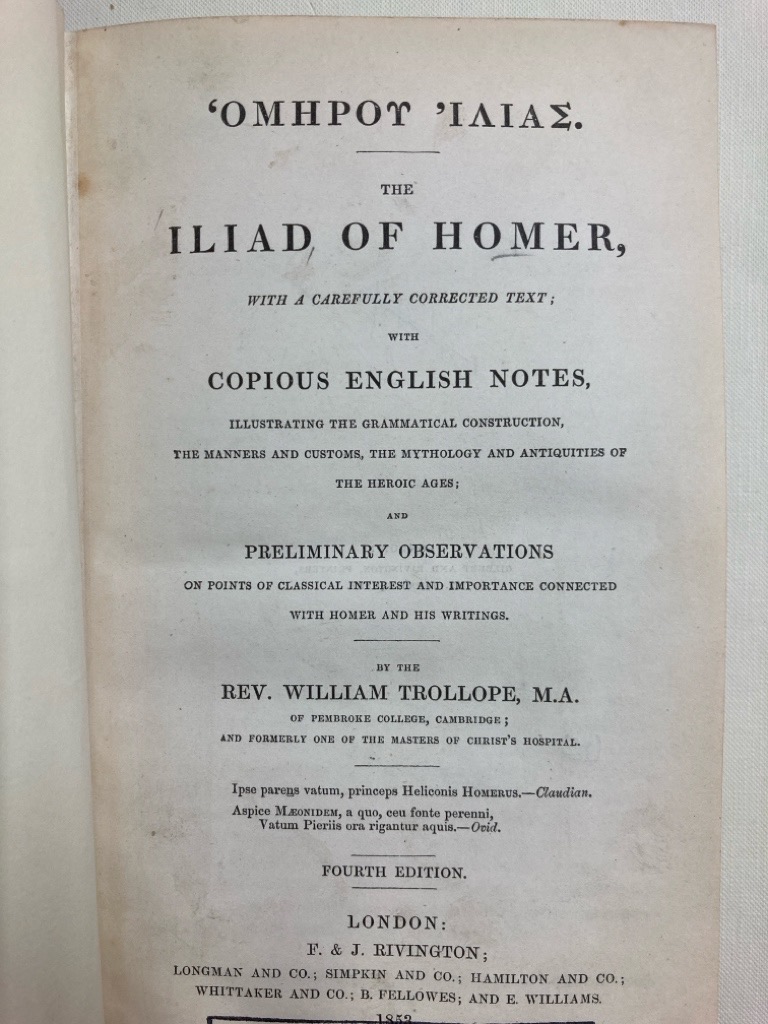 ‘ΟΜΗΡΟΥ ’ΙΛΙΑΣ.
THE
ILIAD OF HOMER,
WITH A CAREFULLY CORRECTED TEXT;
WITH
COPIOUS ENGLISH NOTES,
ILLUSTRATING THE GRAMMATICAL CONSTRUCTION,
THE MANNERS AND CUSTOMS, THE MYTHOLOGY AND ANTIQUITIES OF
THE HEROIC AGES;
AND
PRELIMINARY OBSERVATIONS
ON POINTS OF CLASSICAL INTEREST AND IMPORTANCE CONNECTED
WITH HOMER AND HIS WRITINGS.
BY THE
REV. WILLIAM TROLLOPE, M.A.
OF PEMBROKE COLLEGE, CAMBRIDGE;
AND FORMERLY ONE OF THE MASTERS OF CHRIST'S HOSPITAL.
Ipse parens vatum, princeps Heliconis HOMERUS.—Claudian.
Aspice MÆONIDEM, a quo, ceu fonte perenni,
Vatum Pieriis ora rigantur aquis.—Ovid.
FOURTH EDITION.
LONDON:
F. & J. RIVINGTON;
LONGMAN AND CO.; SIMPKIN AND CO.; HAMILTON AND CO.;
WHITTAKER AND CO.; B. FELLOWES; AND E. WILLIAMS.